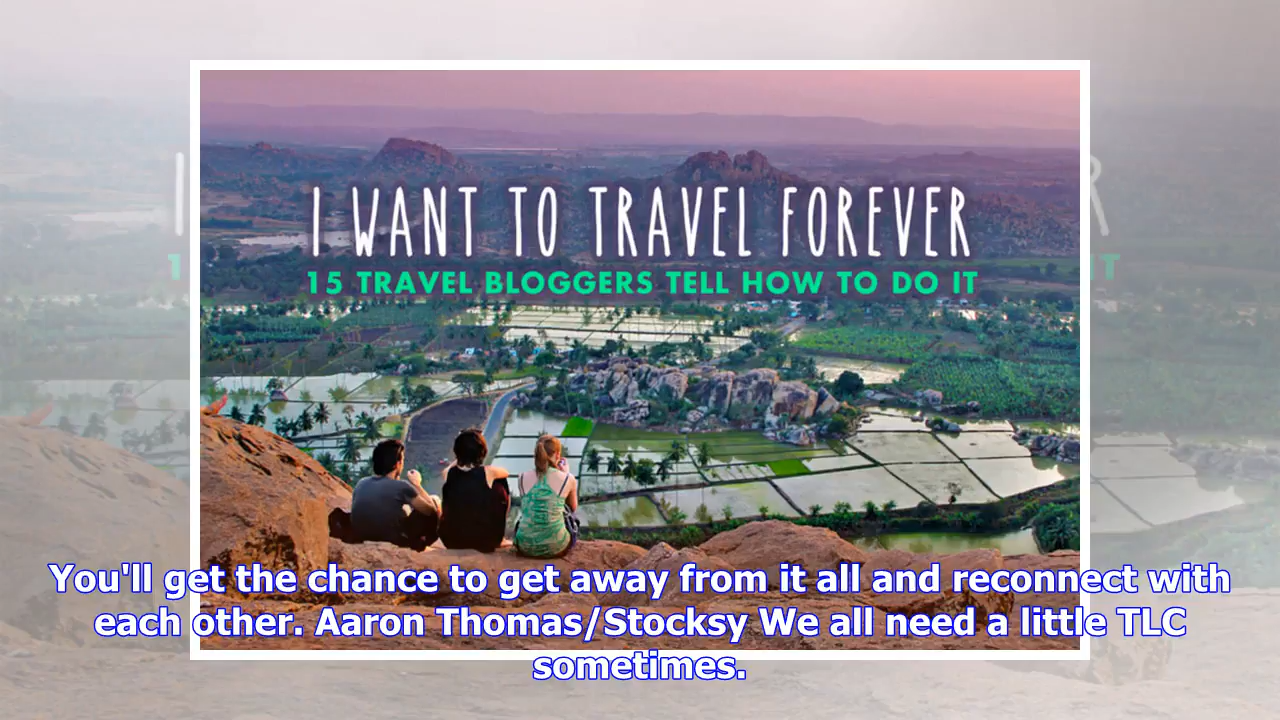 I WANT TO TRAVEL FOREVER
15 TRAVEL BLOGGERS TELL HOW TO DO IT
You'll get the chance to get away from it all and reconnect with
each other. Aaron Thomas/Stocksy We all need a little TLC
sometimes.